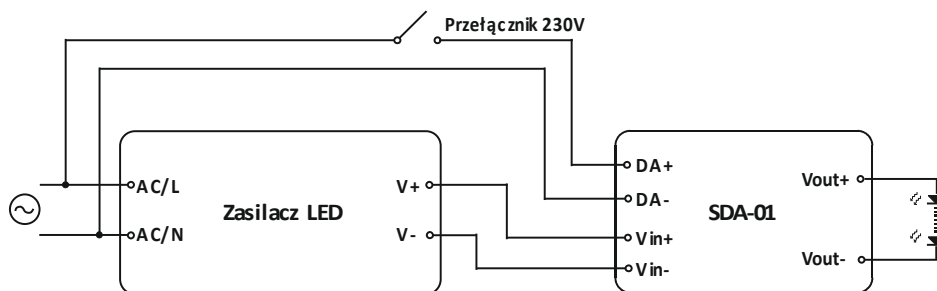 Przełącznik 230V
AC/L
AC/N
Zasilacz LED
V+
V-
DA+
DA-
Vin+
Vin-
SDA-01
Vout+
Vout-